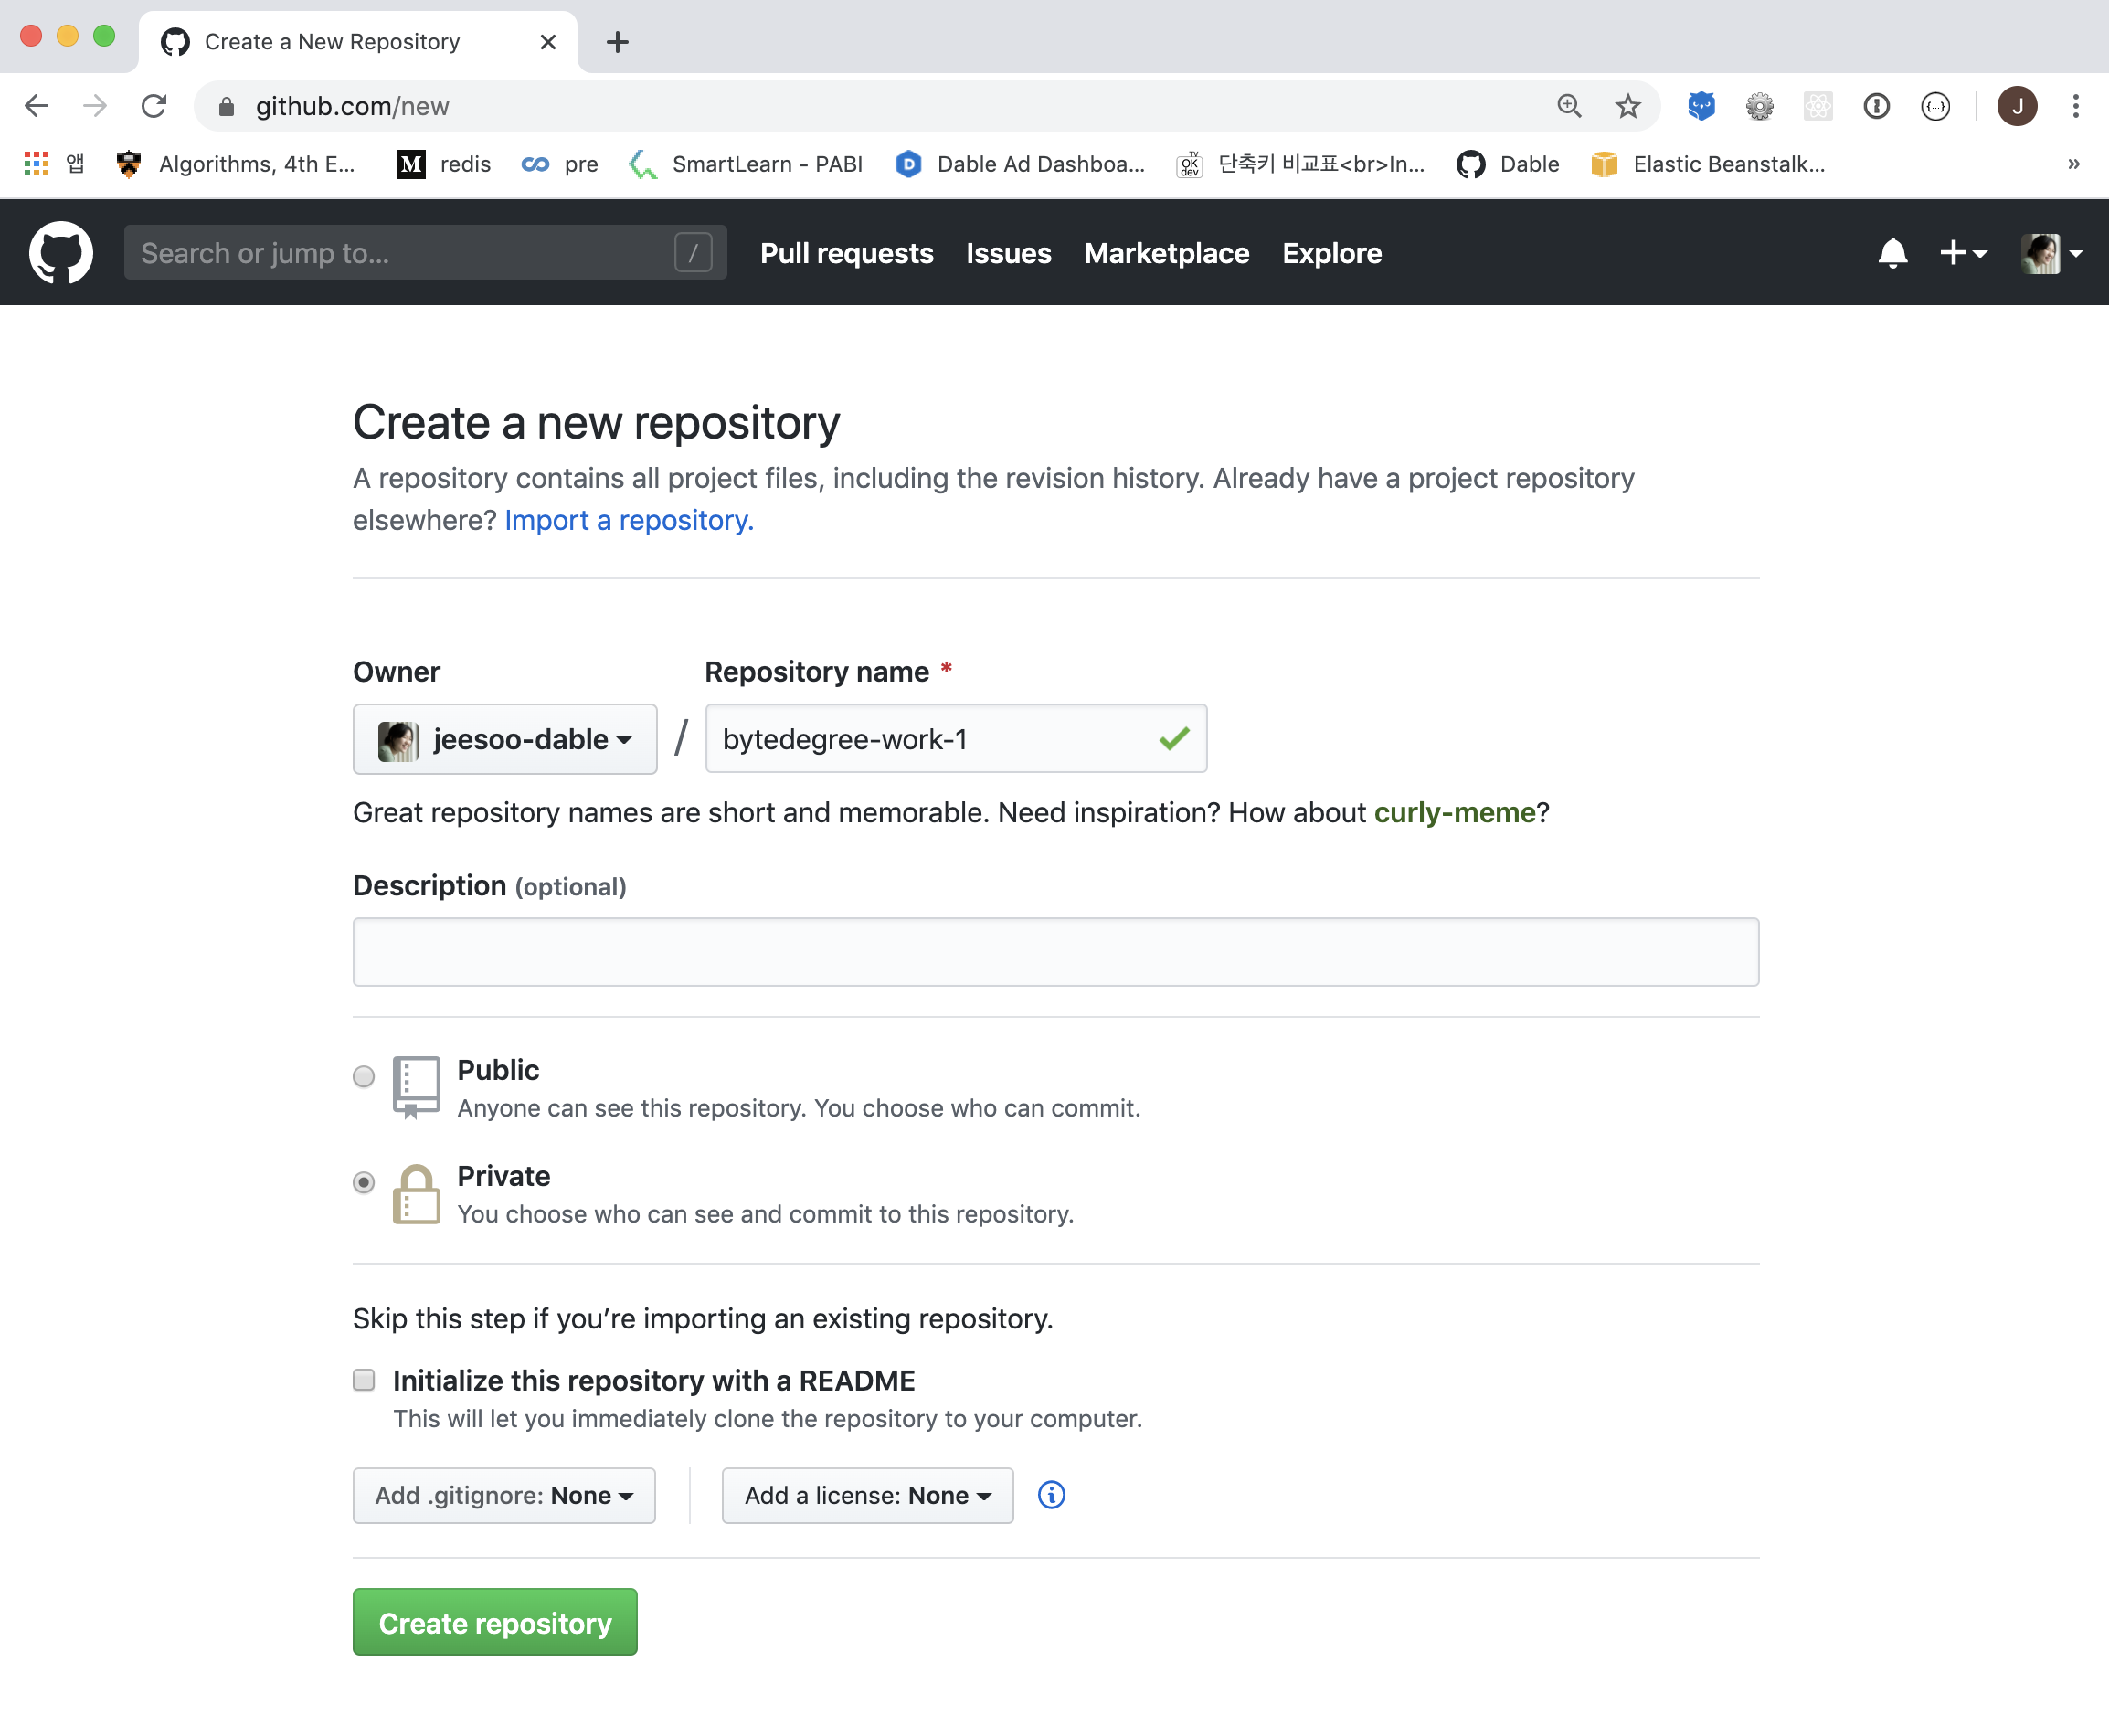 Create a New Repository
github.com/new
J
앱 Algorithms, 4th E... M redis pre SmartLearn - PABI D Dable Ad Dashboa... TV OK dev 단축키 비교표<br>In... Dable Elastic Beanstalk... »
Search or jump to... / Pull requests Issues Marketplace Explore
Create a new repository
A repository contains all project files, including the revision history. Already have a project repository
elsewhere? Import a repository.
Owner Repository name *
jeesoo-dable / bytedegree-work-1
Great repository names are short and memorable. Need inspiration? How about curly-meme?
Description (optional)
Public
Anyone can see this repository. You choose who can commit.
Private
You choose who can see and commit to this repository.
Skip this step if you’re importing an existing repository.
Initialize this repository with a README
This will let you immediately clone the repository to your computer.
Add .gitignore: None Add a license: None
Create repository